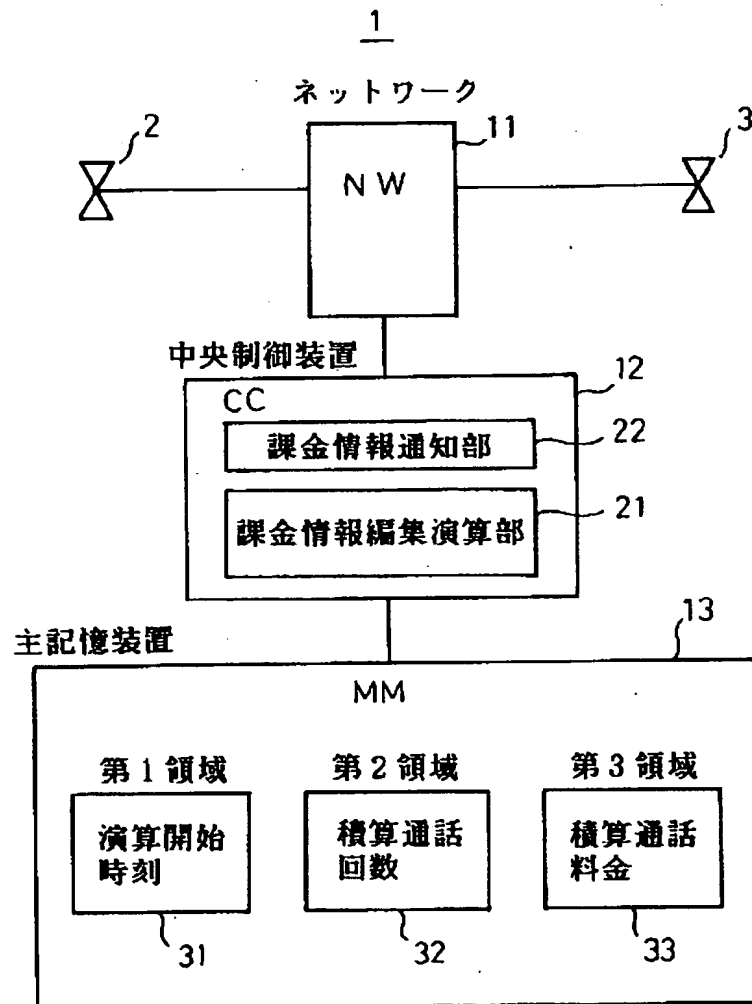 1
ネットワーク
2
11
3
NW
中央制御装置
12
CC
課金情報通知部
22
課金情報編集演算部
21
主記憶装置
13
MM
第1領域
第2領域
第3領域
演算開始
時刻
積算通話
回数
積算通話
料金
31
32
33